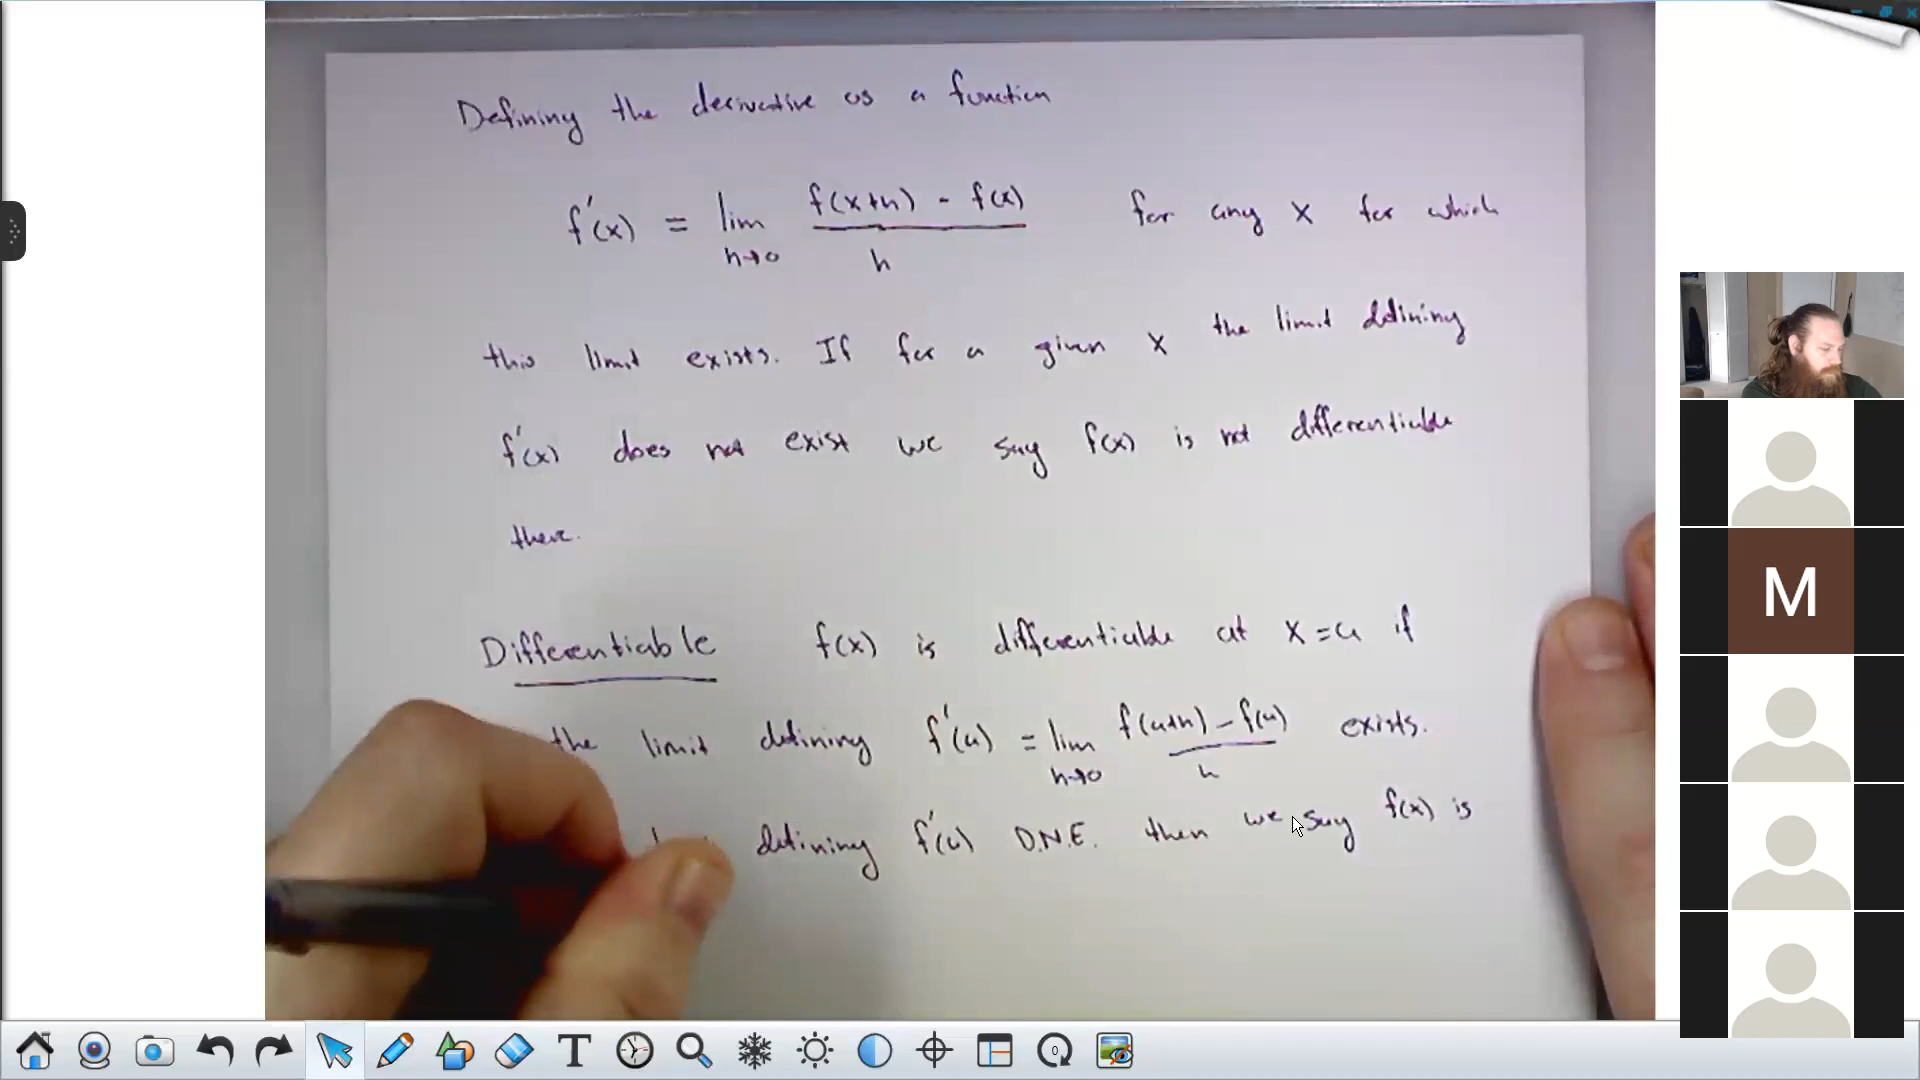 Defining the derivative as a function
f'(x) = lim h→0 f(x+h) - f(x) / h for any x for which
this limit exists. If for a given x the limit defining
f'(x) does not exist we say f(x) is not differentiable
there.
Differentiable f(x) is differentiable at x=a if
the limit defining f'(a) = lim h→0 f(a+h) - f(a) / h exists.
defining f'(a) D.N.E. then we say f(x) is
M
T
0